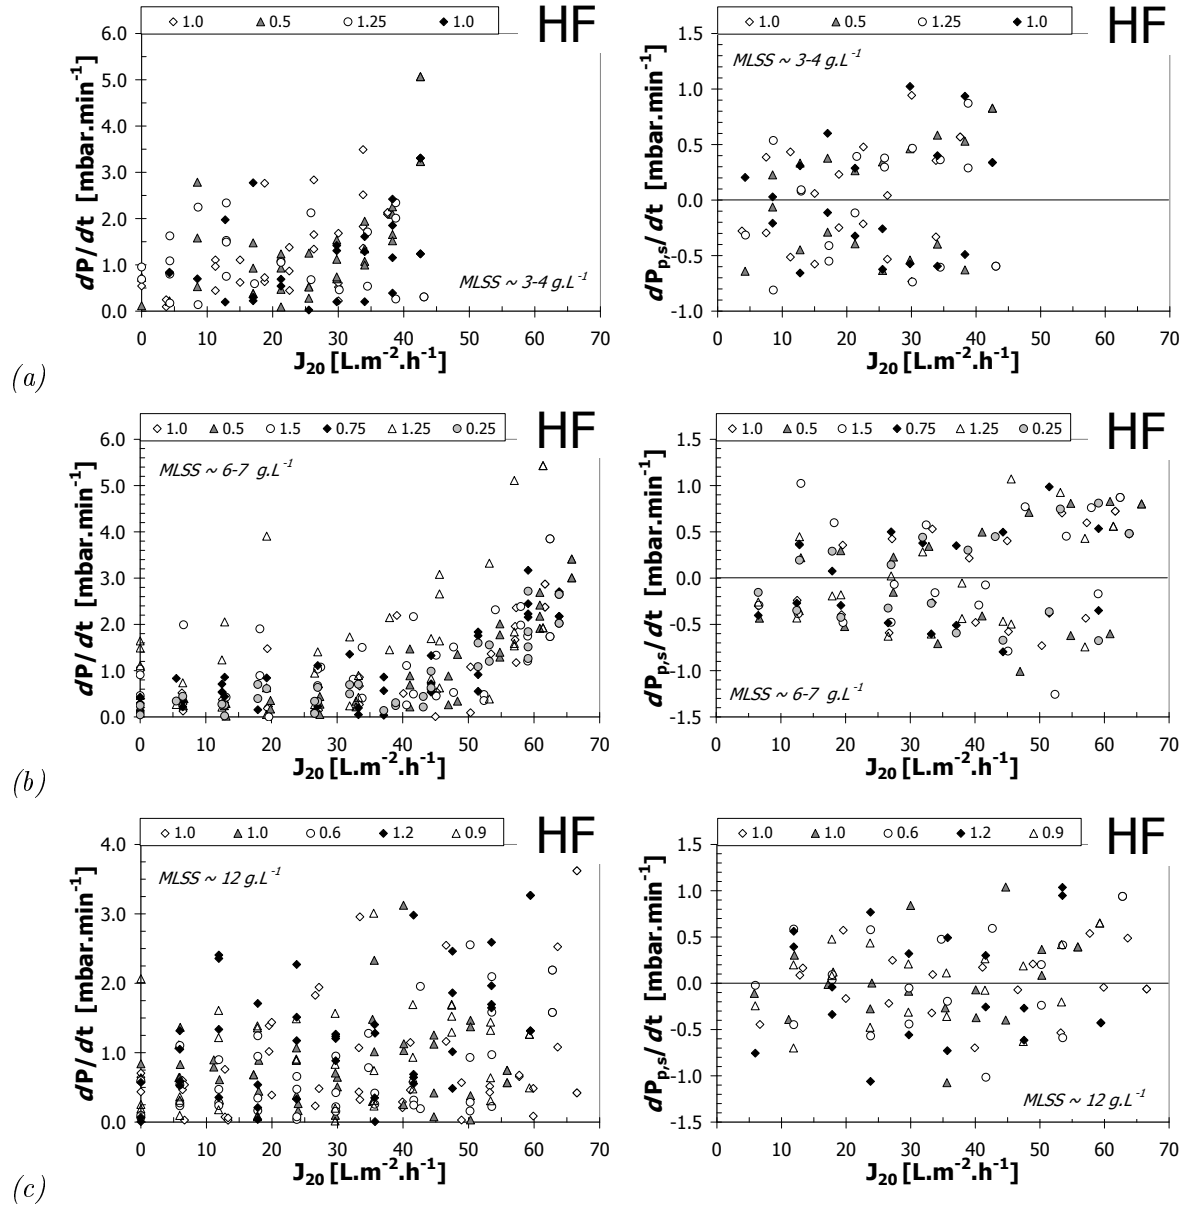 1.0 0.5 1.25 1.0 HF
6.0
5.0
4.0
3.0
2.0
1.0
0.0
dP/dt [mbar.min-1]
MLSS ~ 3-4 g.L-1
0 10 20 30 40 50 60 70
J20 [L.m-2.h-1]
1.0 0.5 1.25 1.0 HF
1.5
1.0
0.5
0.0
-0.5
-1.0
dPp,s/dt [mbar.min-1]
MLSS ~ 3-4 g.L-1
0 10 20 30 40 50 60 70
J20 [L.m-2.h-1]
(a)
1.0 0.5 1.5 0.75 1.25 0.25 HF
6.0
5.0
4.0
3.0
2.0
1.0
0.0
dP/dt [mbar.min-1]
MLSS ~ 6-7 g.L-1
0 10 20 30 40 50 60 70
J20 [L.m-2.h-1]
1.0 0.5 1.5 0.75 1.25 0.25 HF
1.5
1.0
0.5
0.0
-0.5
-1.0
-1.5
dPp,s/dt [mbar.min-1]
MLSS ~ 6-7 g.L-1
0 10 20 30 40 50 60 70
J20 [L.m-2.h-1]
(b)
1.0 1.0 0.6 1.2 0.9 HF
4.0
3.0
2.0
1.0
0.0
dP/dt [mbar.min-1]
MLSS ~ 12 g.L-1
0 10 20 30 40 50 60 70
J20 [L.m-2.h-1]
1.0 1.0 0.6 1.2 0.9 HF
1.5
1.0
0.5
0.0
-0.5
-1.0
-1.5
dPp,s/dt [mbar.min-1]
MLSS ~ 12 g.L-1
0 10 20 30 40 50 60 70
J20 [L.m-2.h-1]
(c)